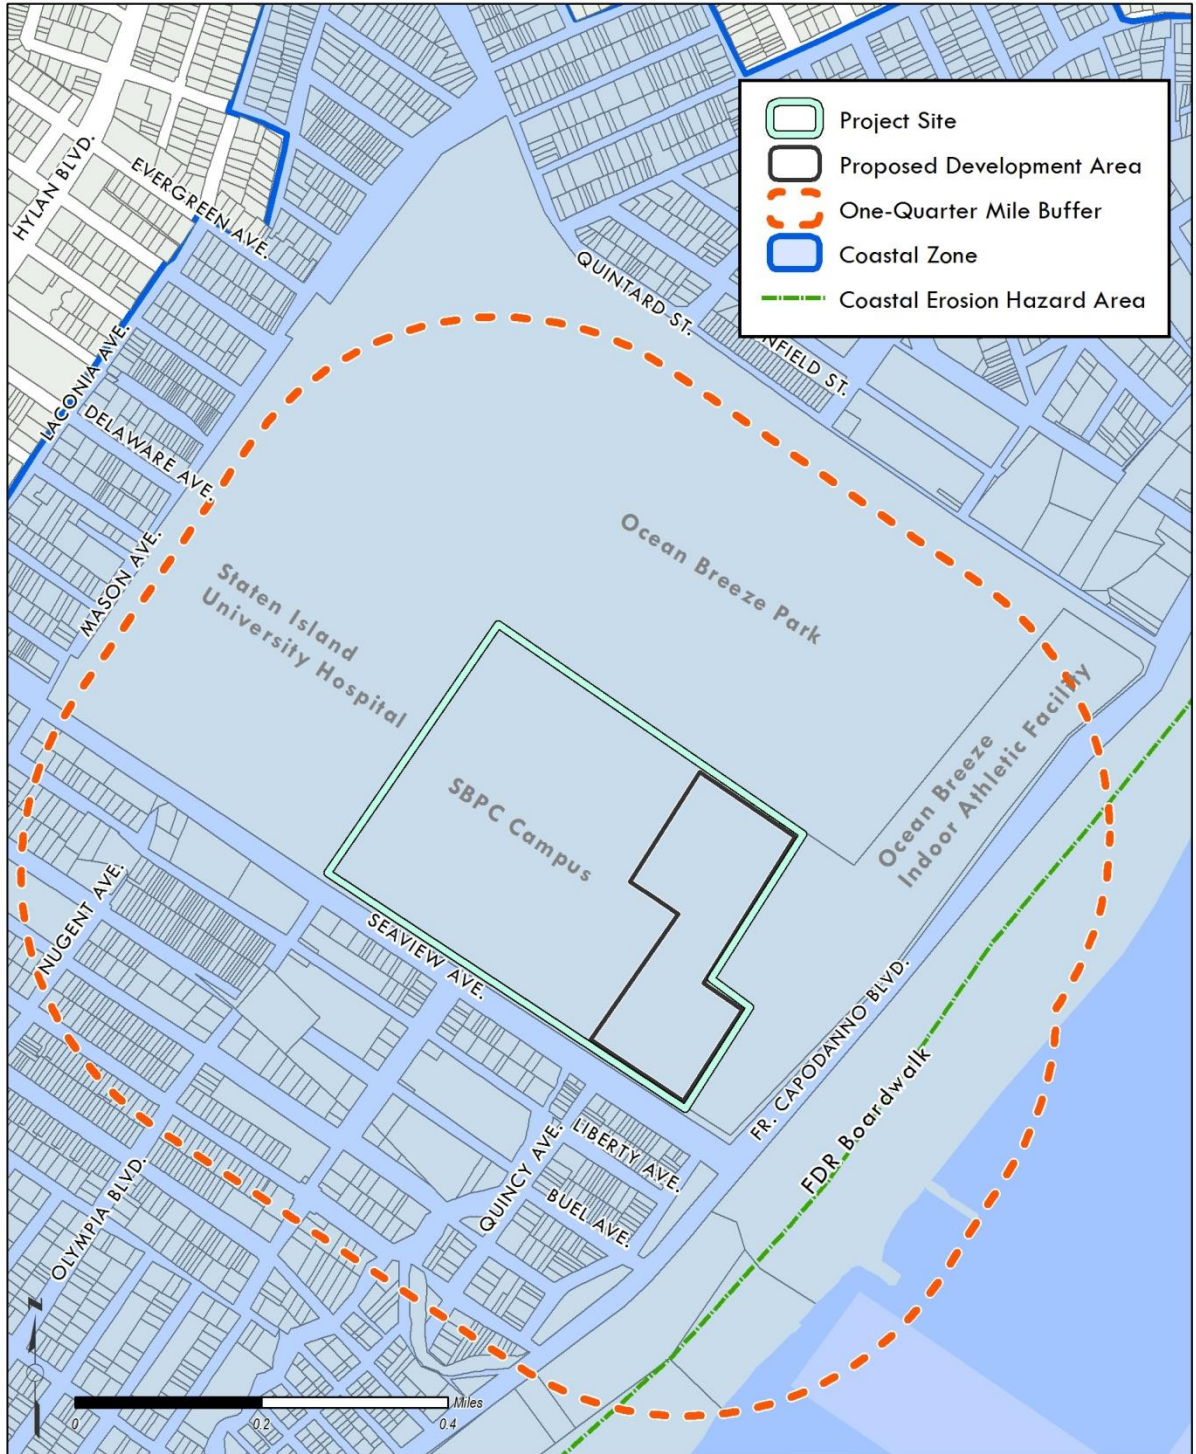 Project Site
Proposed Development Area
One-Quarter Mile Buffer
Coastal Zone
Coastal Erosion Hazard Area
HYLAN BLVD.
EVERGREEN AVE.
QUINTARD ST.
NFIELD ST.
LACONIA AVE.
DELAWARE AVE.
MASON AVE.
Ocean Breeze Park
Staten Island
University Hospital
Ocean Breeze
Indoor Athletic Facility
SBPC Campus
NUGENT AVE.
SEAVIEW AVE.
FR. CAPODANNO BLVD.
FDR Boardwalk
LIBERTY AVE.
QUINCY AVE.
BUEL AVE.
OLYMPIA BLVD.
N
Miles
0 0.2 0.4